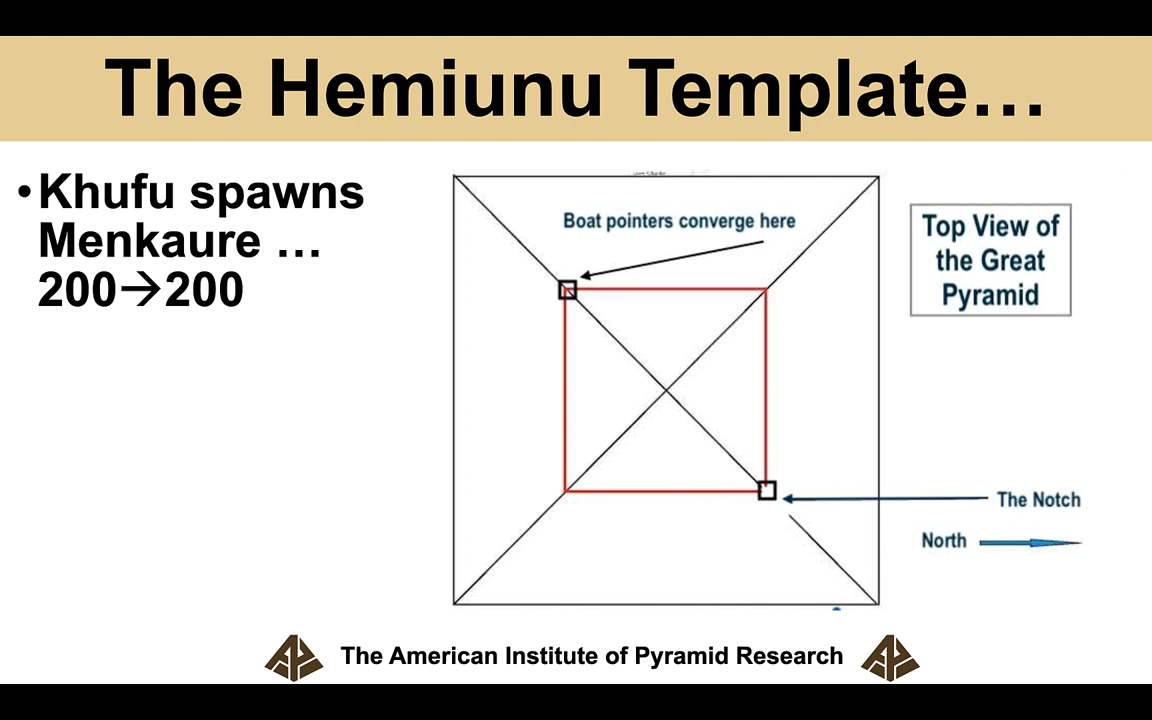 The Hemiunu Template…
•Khufu spawns
Menkaure …
200→200
Boat pointers converge here
Top View of
the Great
Pyramid
The Notch
North
The American Institute of Pyramid Research